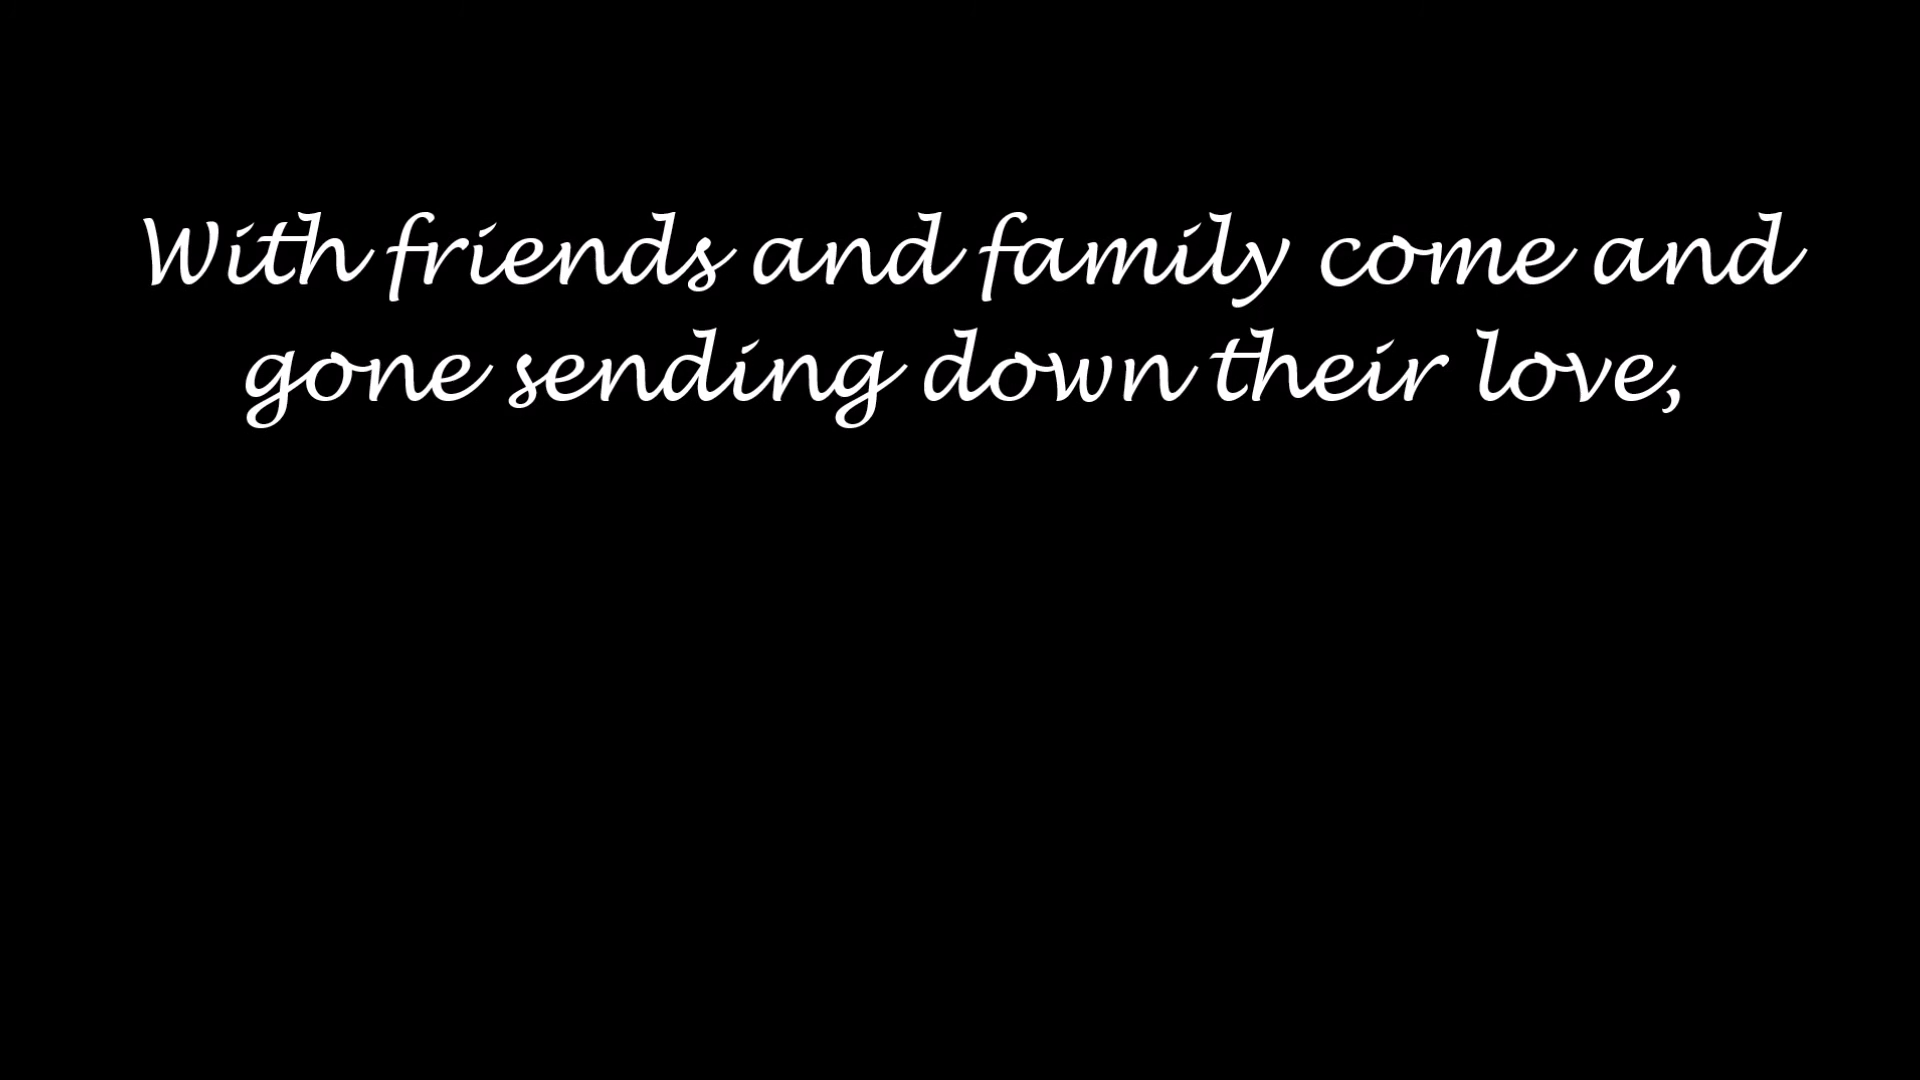 With friends and family come and
gone sending down their love,